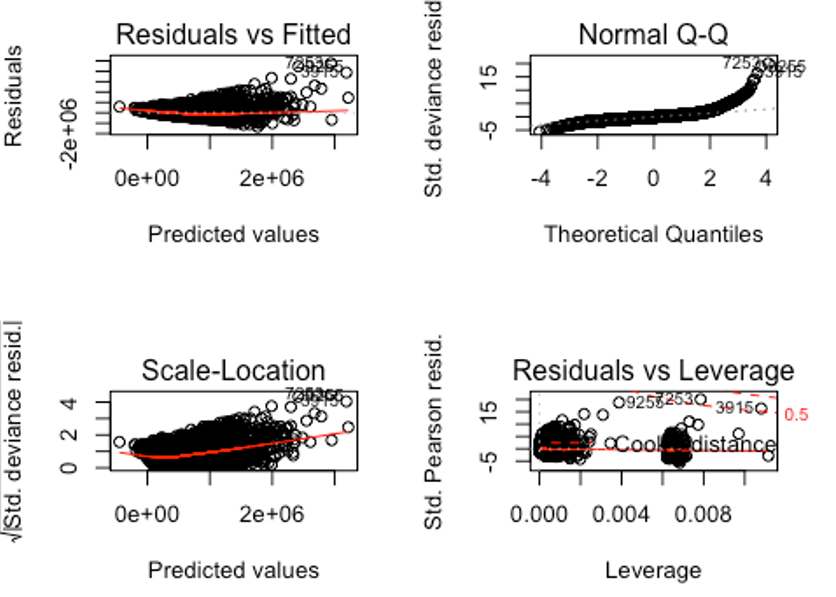 Residuals vs Fitted
Residuals
-2e+06
0e+00
2e+06
Predicted values
Normal Q-Q
Std. deviance resid.
15
-5
-4
-2
0
2
4
Theoretical Quantiles
Scale-Location
√|Std. deviance resid.|
4
2
0
0e+00
2e+06
Predicted values
Residuals vs Leverage
Std. Pearson resid.
15
-5
9255
7253
3915
0.5
Cook's distance
0.000
0.004
0.008
Leverage